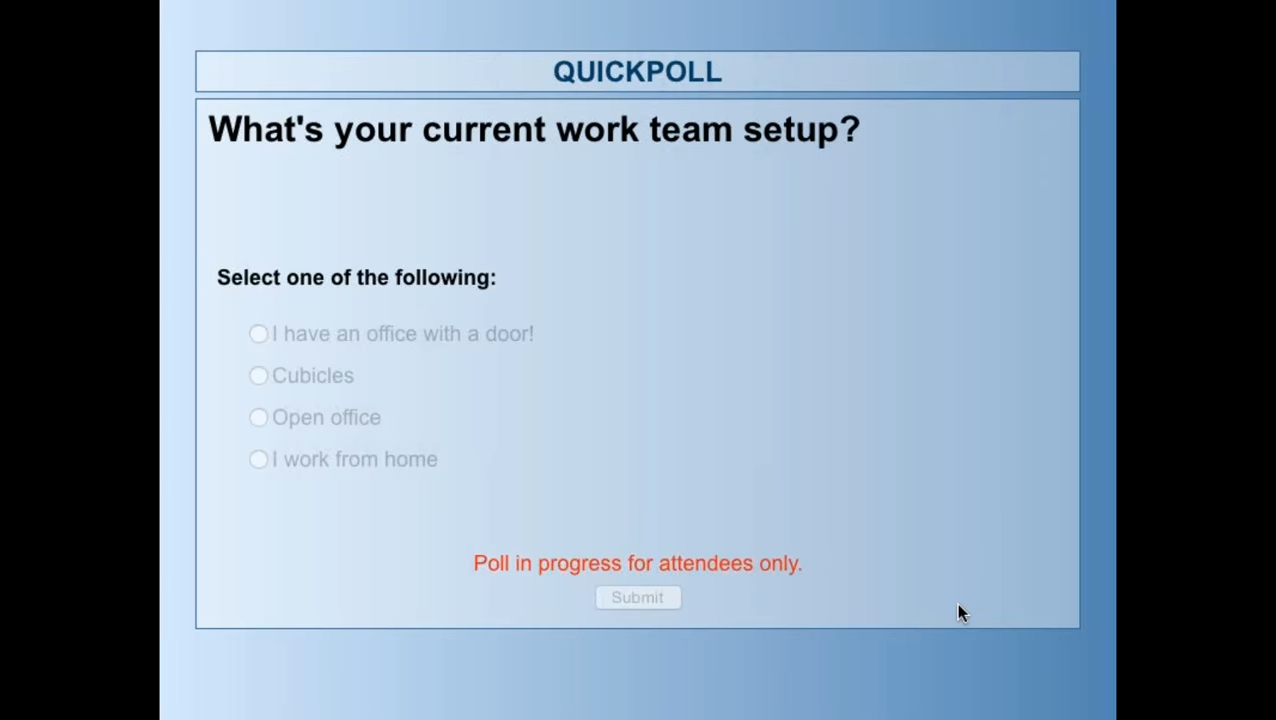 QUICKPOLL
What's your current work team setup?
Select one of the following:
I have an office with a door!
Cubicles
Open office
I work from home
Poll in progress for attendees only.
Submit